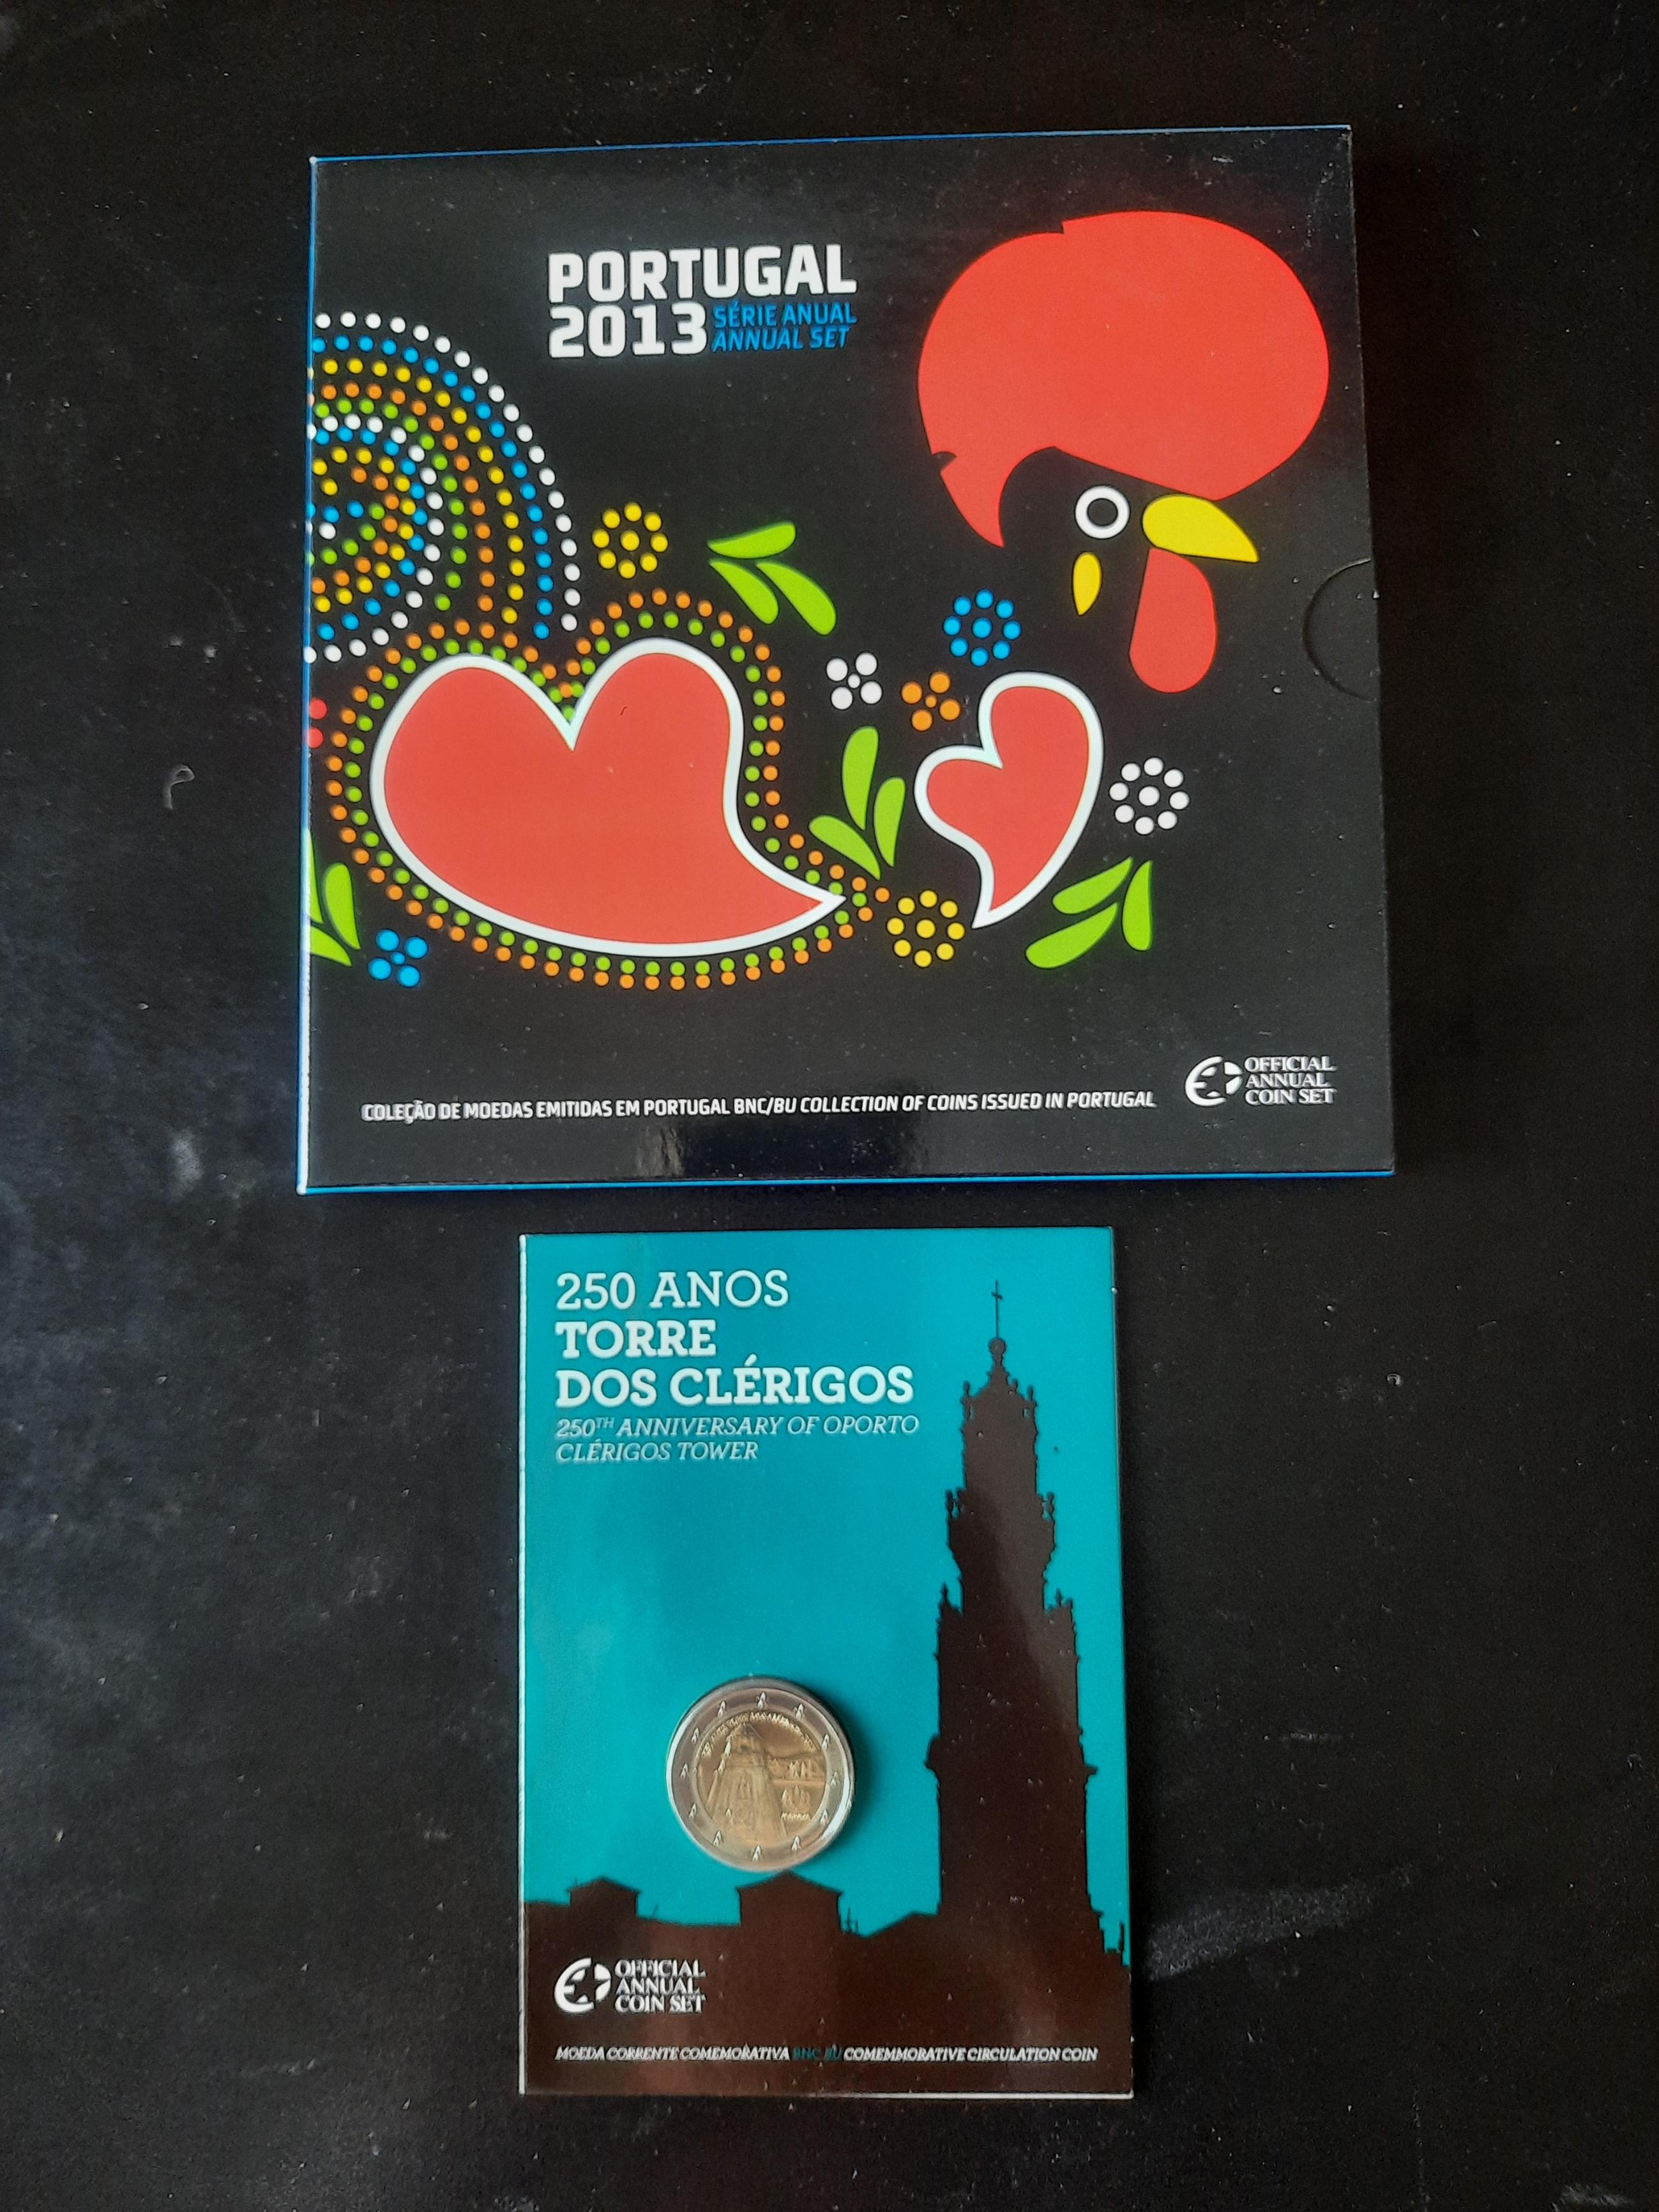 PORTUGAL
2013 SÉRIE ANUAL
ANNUAL SET
COLEÇÃO DE MOEDAS EMITIDAS EM PORTUGAL BNC/BU COLLECTION OF COINS ISSUED IN PORTUGAL
OFFICIAL
ANNUAL
COIN SET
250 ANOS
TORRE
DOS CLÉRIGOS
250TH ANNIVERSARY OF OPORTO
CLÉRIGOS TOWER
OFFICIAL
ANNUAL
COIN SET
MOEDA CORRENTE COMEMORATIVA BNC BU COMMEMORATIVE CIRCULATION COIN